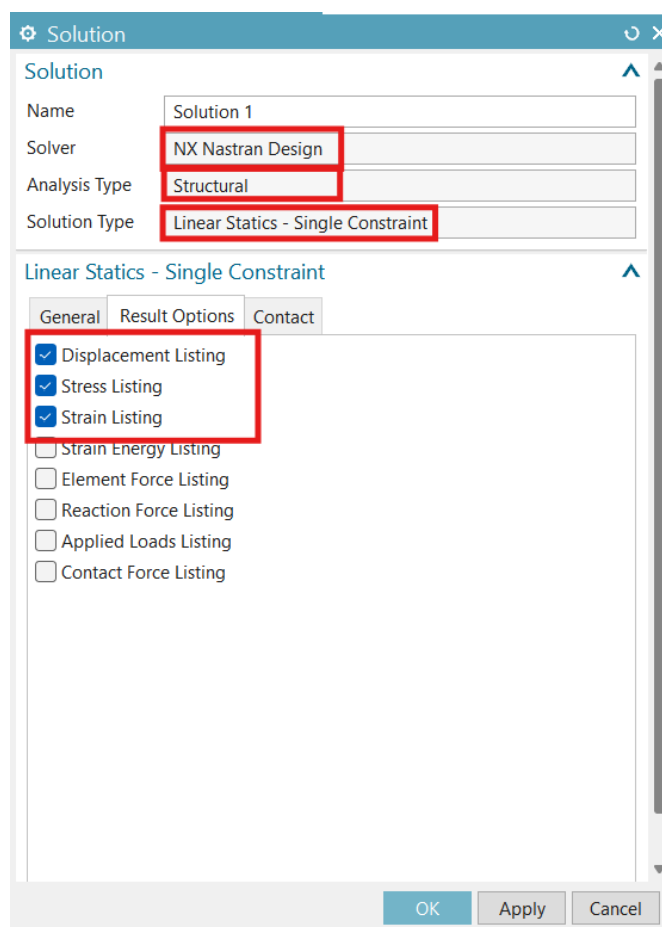 Solution
Solution
Name Solution 1
Solver NX Nastran Design
Analysis Type Structural
Solution Type Linear Statics - Single Constraint
Linear Statics - Single Constraint
General Result Options Contact
Displacement Listing
Stress Listing
Strain Listing
Strain Energy Listing
Element Force Listing
Reaction Force Listing
Applied Loads Listing
Contact Force Listing
OK Apply Cancel